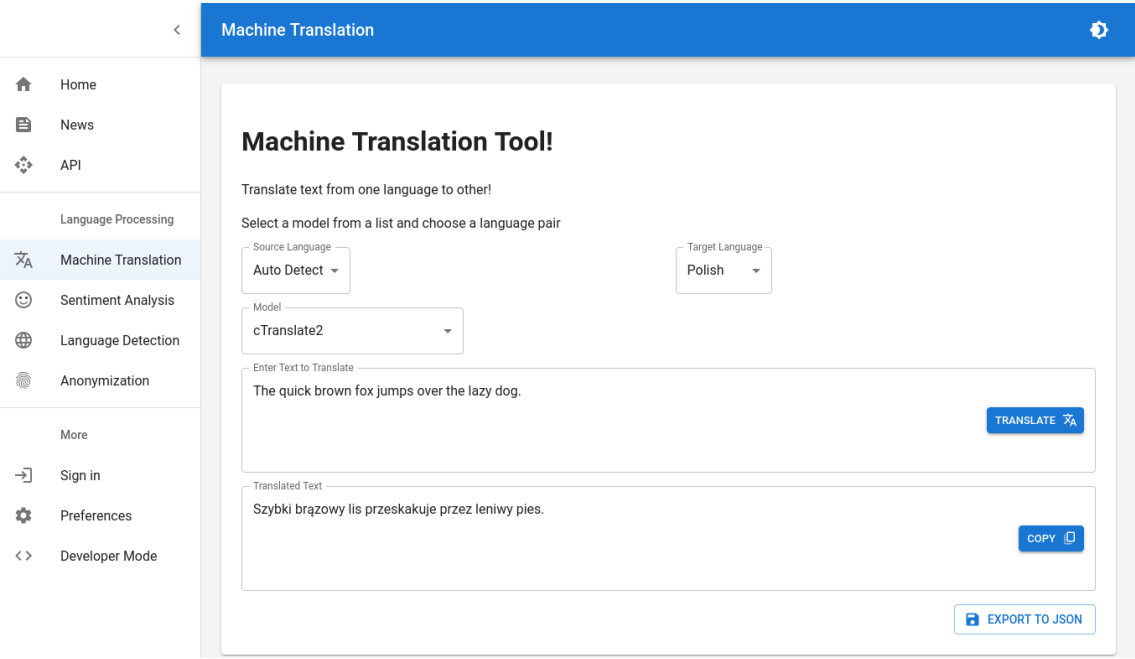 Machine Translation
Home
News
API
Language Processing
Machine Translation
Sentiment Analysis
Language Detection
Anonymization
More
Sign in
Preferences
Developer Mode
Machine Translation Tool!
Translate text from one language to other!
Select a model from a list and choose a language pair
Source Language
Auto Detect
Target Language
Polish
Model
cTranslate2
Enter Text to Translate
The quick brown fox jumps over the lazy dog.
TRANSLATE
Translated Text
Szybki brązowy lis przeskakuje przez leniwy pies.
COPY
EXPORT TO JSON